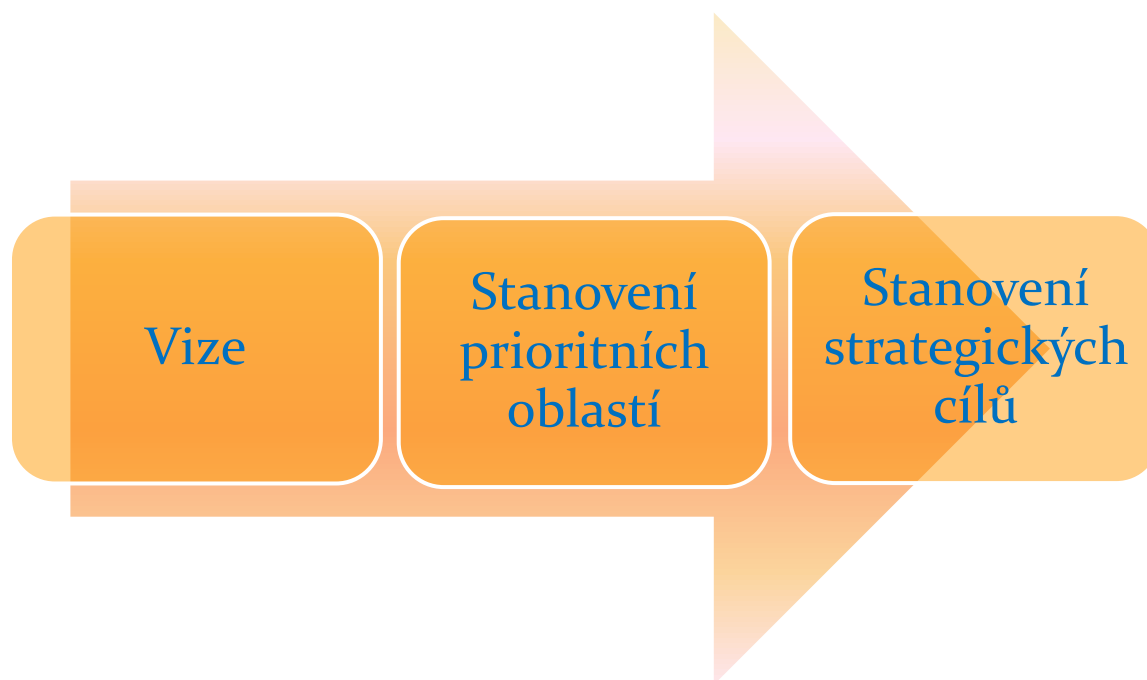 Vize
Stanovení
prioritních
oblastí
Stanovení
strategických
cílů